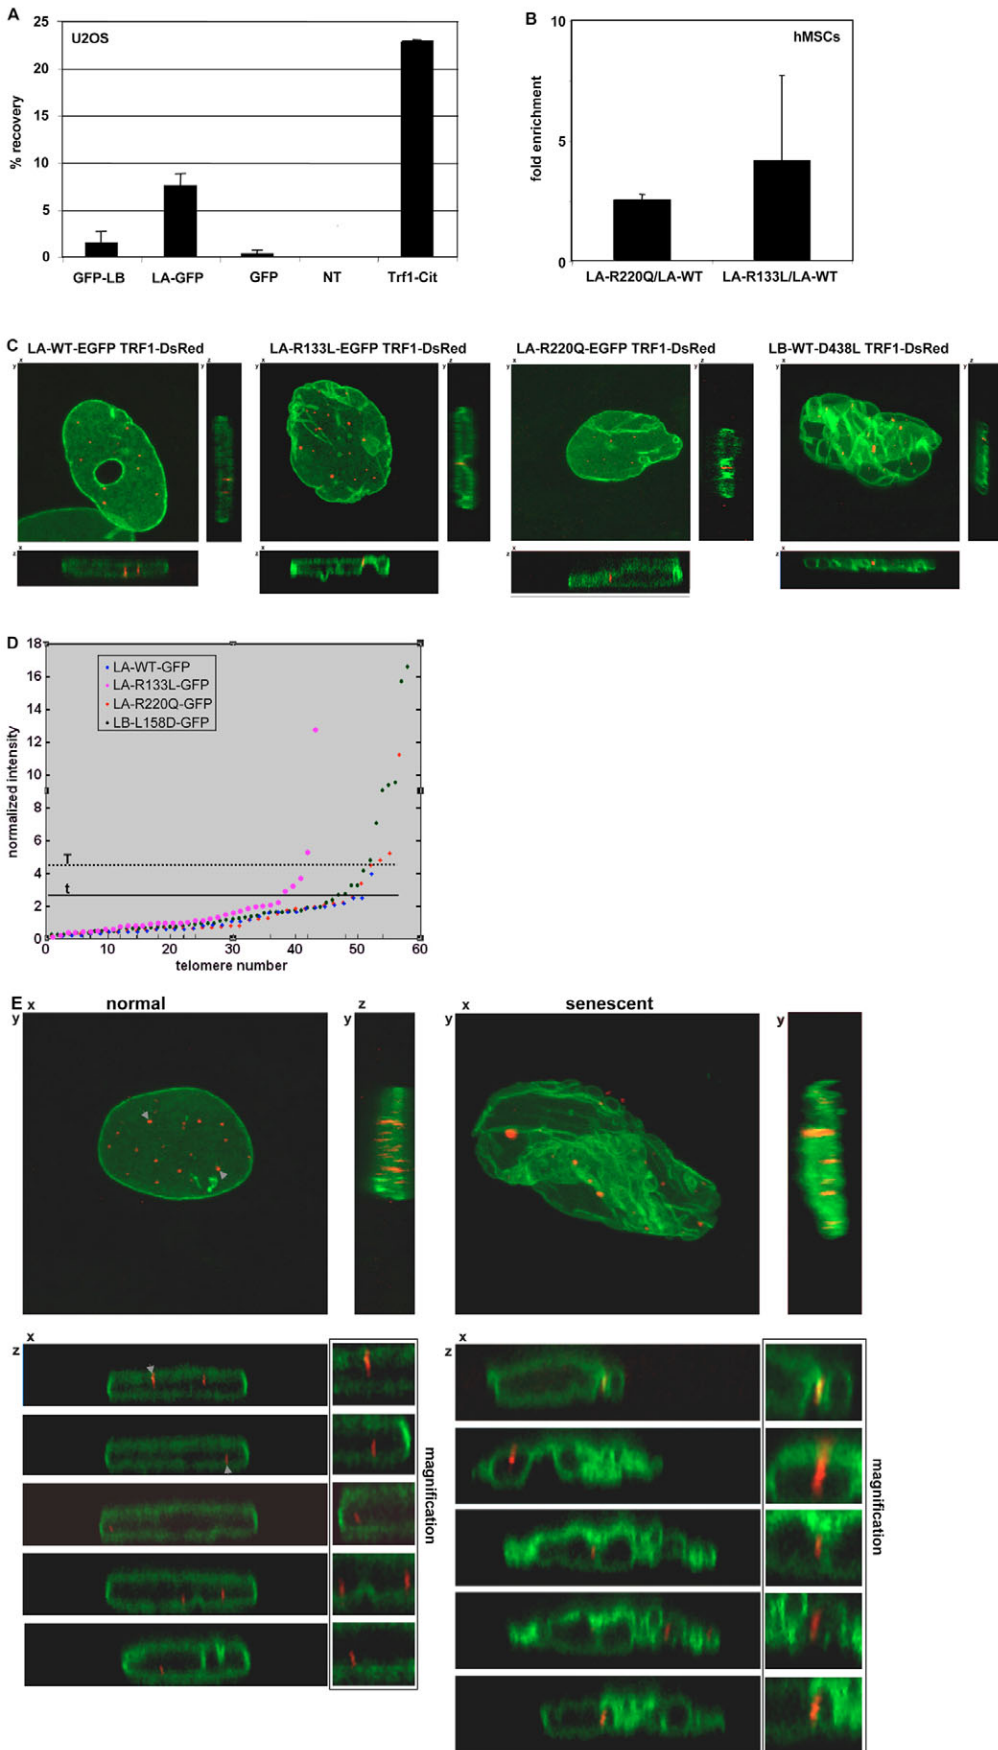 A
U2OS
% recovery
25
20
15
10
5
0
GFP-LB LA-GFP GFP NT Trf1-Cit
B
hMSCs
fold enrichment
10
5
0
LA-R220Q/LA-WT LA-R133L/LA-WT
C
LA-WT-EGFP TRF1-DsRed
LA-R133L-EGFP TRF1-DsRed
LA-R220Q-EGFP TRF1-DsRed
LB-WT-D438L TRF1-DsRed
x z x z x z x z
y y y y y y y y
x x x x
z z z z
D
normalized intensity
18
16
14
12
10
8
6
4
2
0
LA-WT-GFP
LA-R133L-GFP
LA-R220Q-GFP
LB-L158D-GFP
T
t
0 10 20 30 40 50 60
telomere number
E
x normal z x senescent
y y y y
x x
z z
magnification
magnification